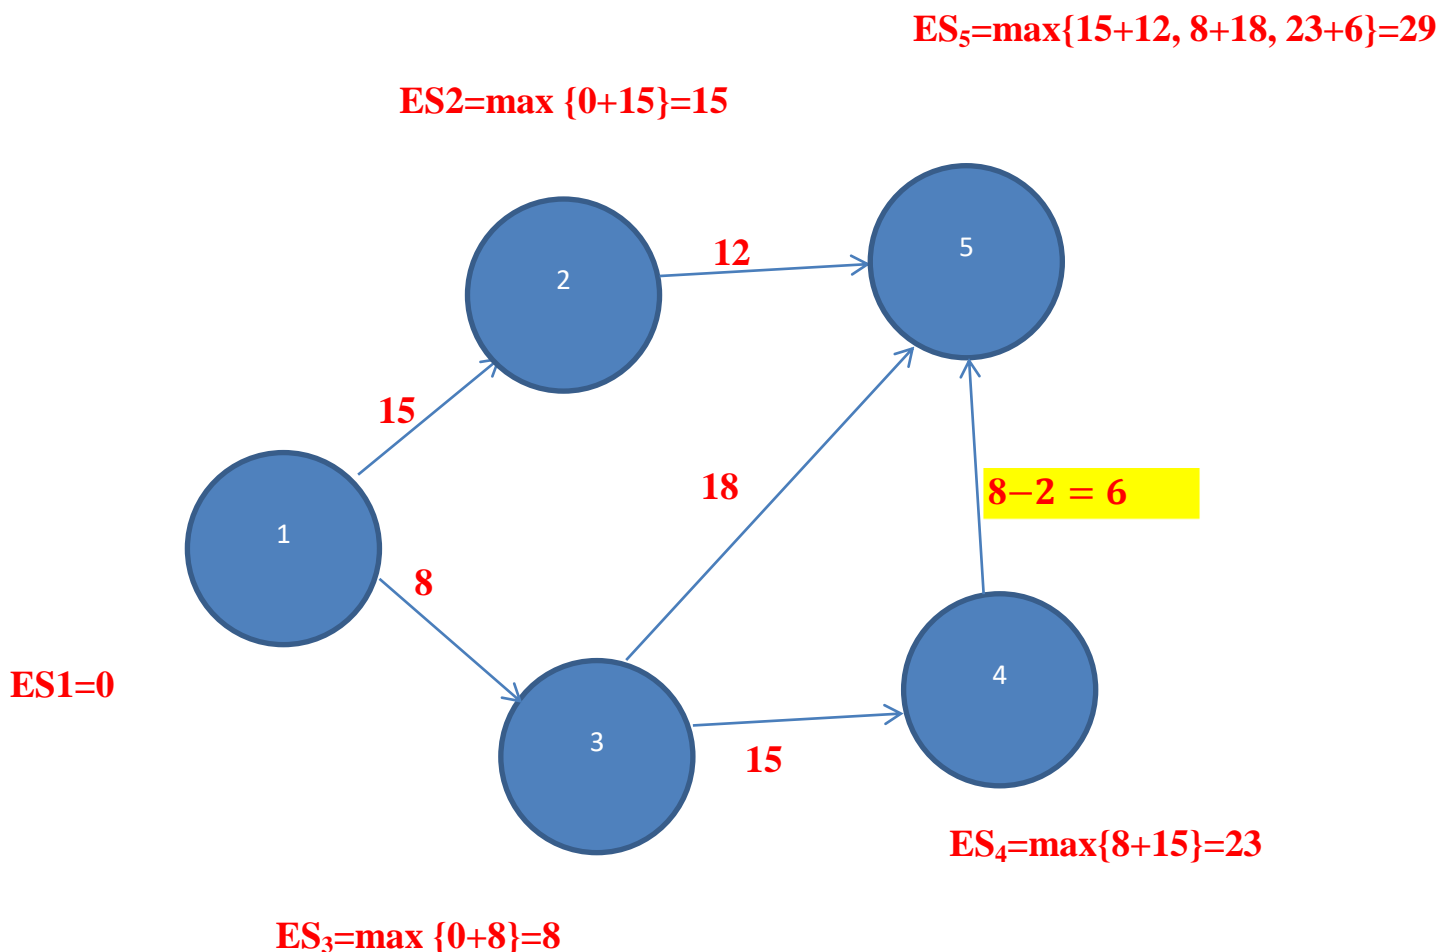 ES₅=max{15+12, 8+18, 23+6}=29
ES2=max {0+15}=15
5
2
12
15
18
8−2 = 6
1
8
4
ES1=0
3
15
ES₄=max{8+15}=23
ES₃=max {0+8}=8